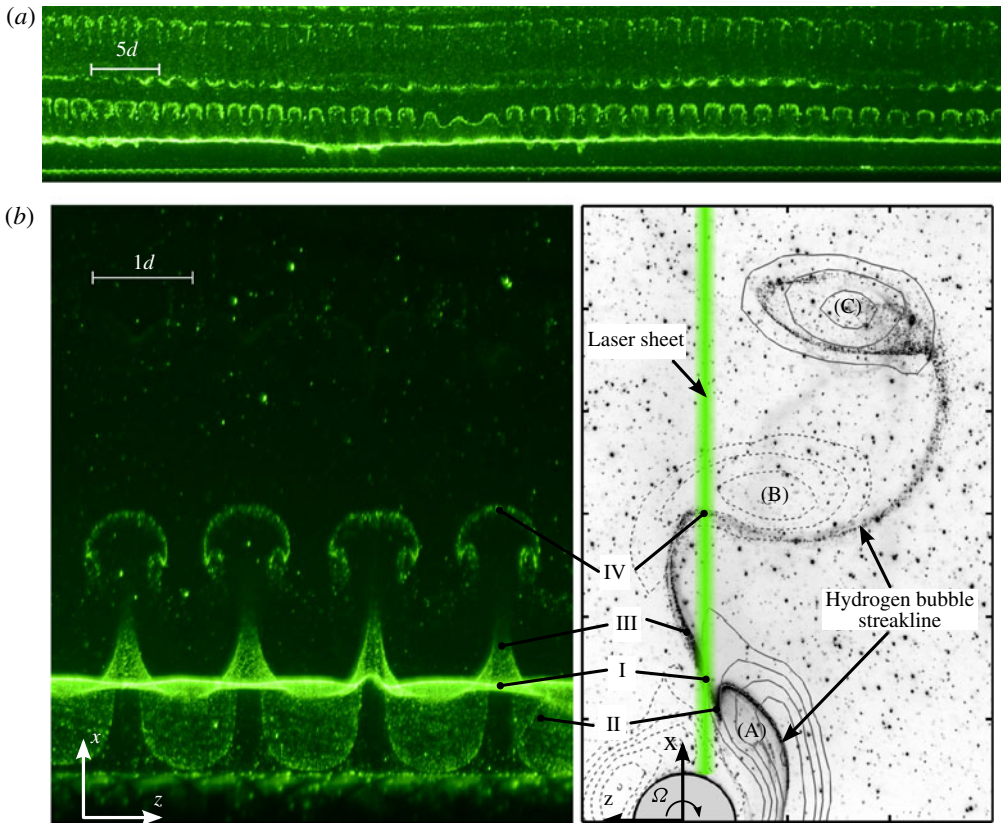 (a)
5d
(b)
1d
Laser sheet
(C)
(B)
IV
III
Hydrogen bubble
streakline
I
II
(A)
x
z
X
z
Ω